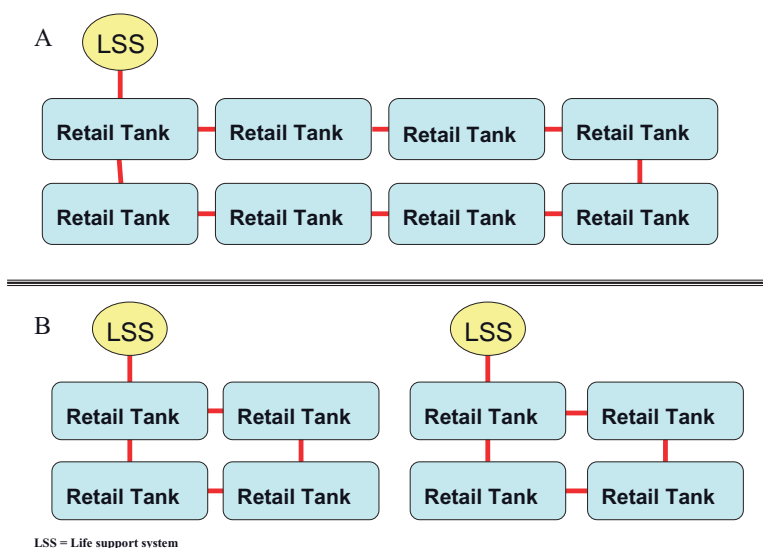 A
LSS
Retail Tank Retail Tank Retail Tank Retail Tank
Retail Tank Retail Tank Retail Tank Retail Tank
B
LSS LSS
Retail Tank Retail Tank Retail Tank Retail Tank
Retail Tank Retail Tank Retail Tank Retail Tank
LSS = Life support system